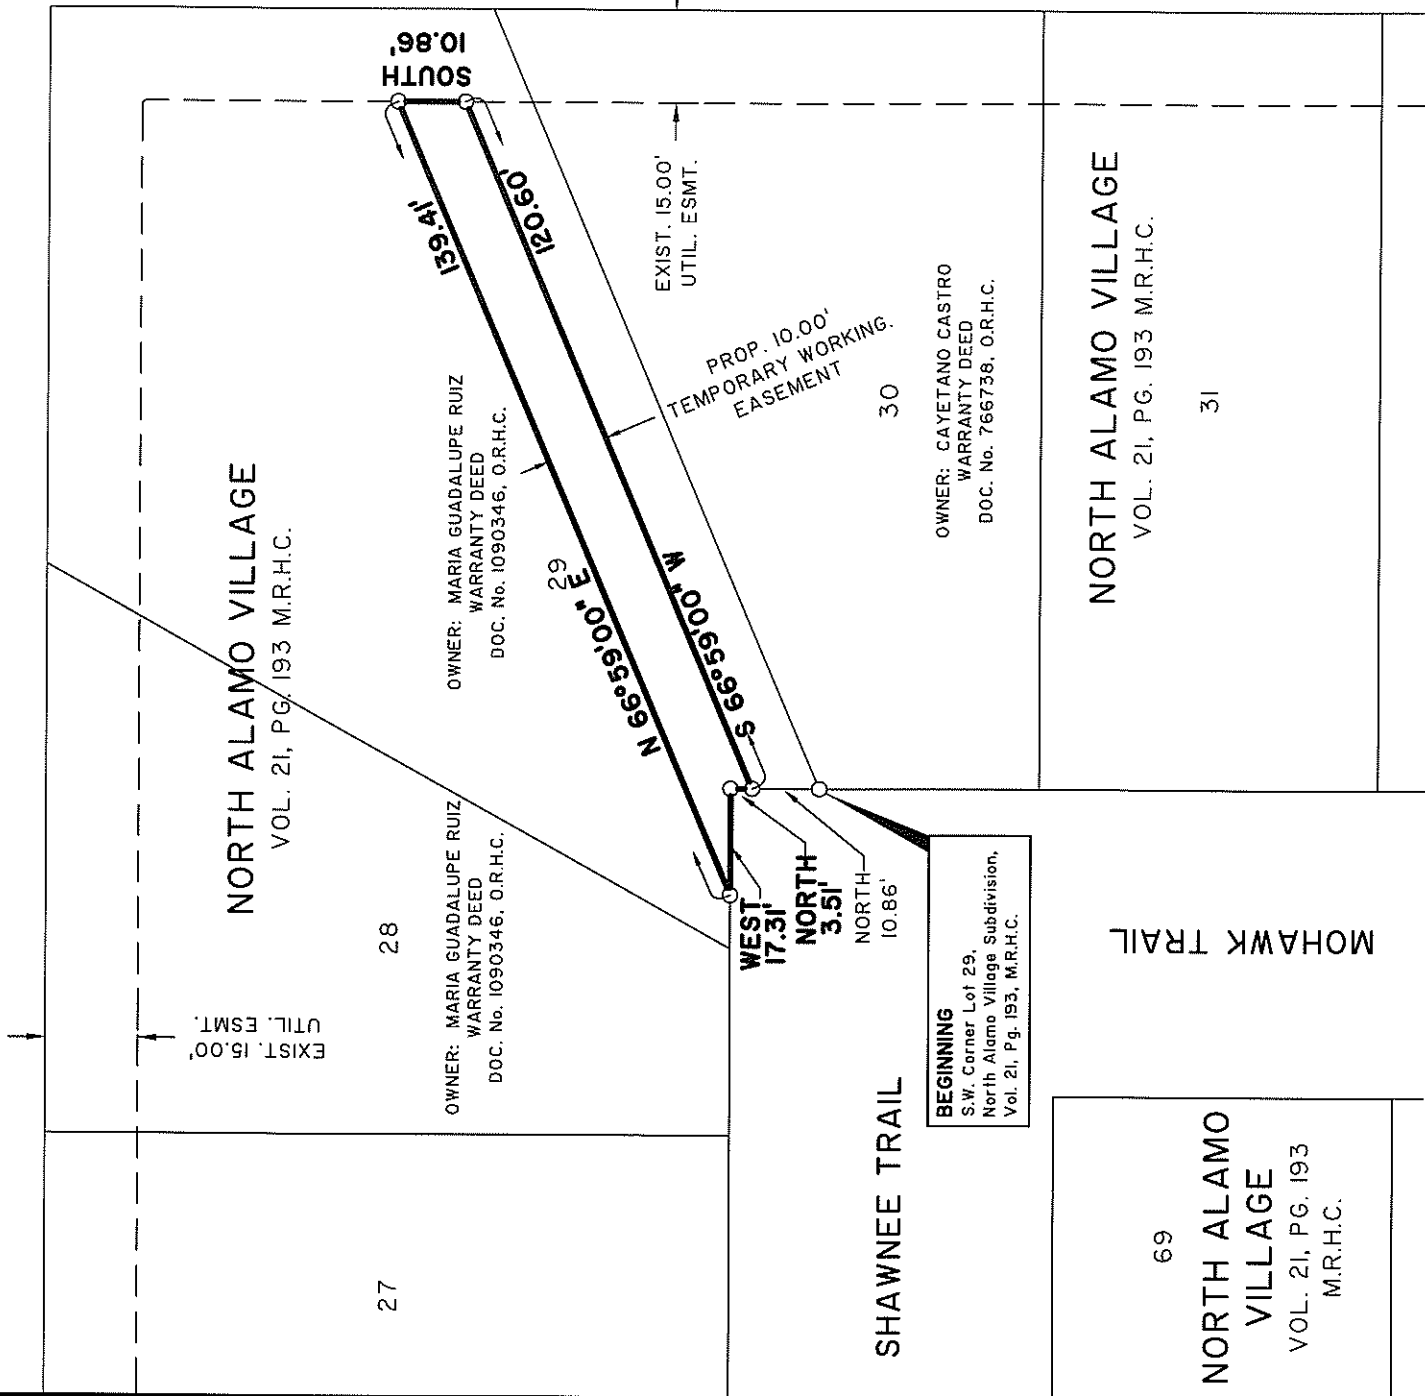 NORTH ALAMO VILLAGE
VOL. 21, PG. 193 M.R.H.C.
28
OWNER: MARIA GUADALUPE RUIZ
WARRANTY DEED
DOC. No. 1090346, O.R.H.C.
EXIST. 15.00'
UTIL. ESMT.
27
29
OWNER: MARIA GUADALUPE RUIZ
WARRANTY DEED
DOC. No. 1090346, O.R.H.C.
N 66°59'00" E
139.41'
SOUTH
10.86'
S 66°59'00" W
120.60'
EXIST. 15.00'
UTIL. ESMT.
PROP. 10.00'
TEMPORARY WORKING.
EASEMENT
30
OWNER: CAYETANO CASTRO
WARRANTY DEED
DOC. No. 766738, O.R.H.C.
NORTH ALAMO VILLAGE
VOL. 21, PG. 193 M.R.H.C.
31
WEST
17.31'
NORTH
3.51'
NORTH
10.86'
BEGINNING
S.W. Corner Lot 29,
North Alamo Village Subdivision,
Vol. 21, Pg. 193, M.R.H.C.
SHAWNEE TRAIL
MOHAWK TRAIL
69
NORTH ALAMO
VILLAGE
VOL. 21, PG. 193
M.R.H.C.